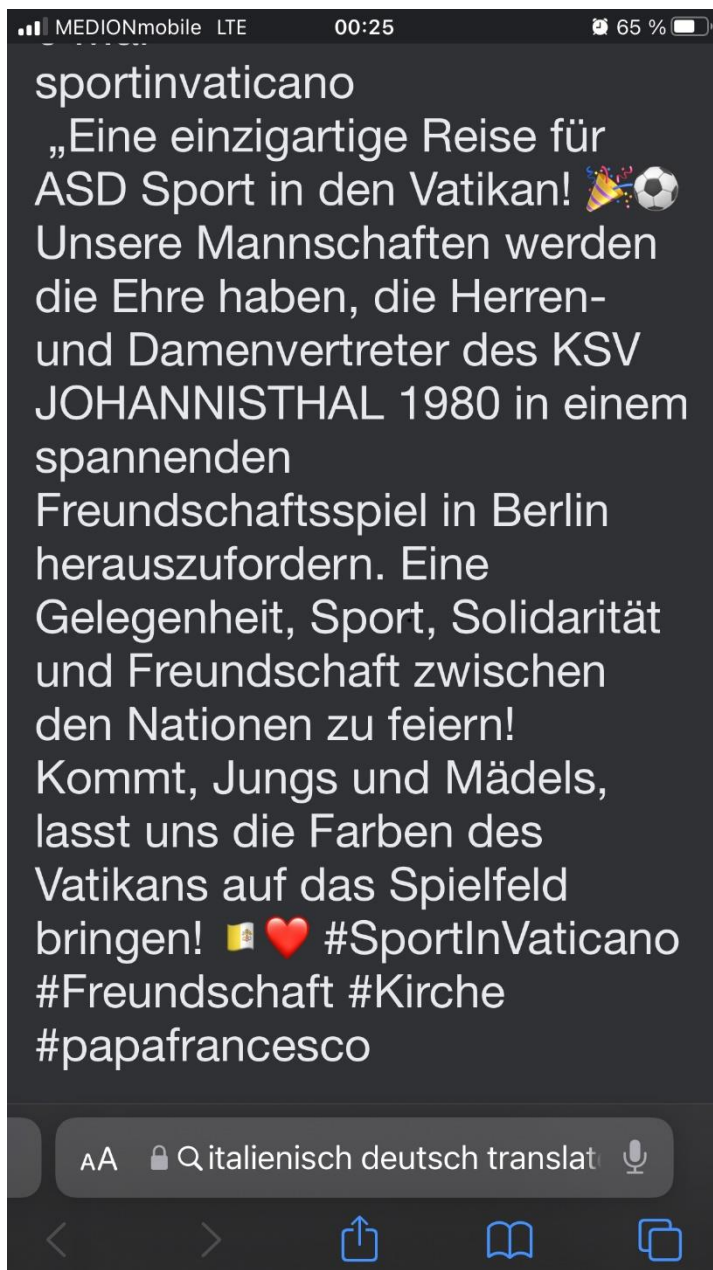 MEDIONmobile LTE 00:25 65 %
sportinvaticano
„Eine einzigartige Reise für
ASD Sport in den Vatikan! 🎉⚽
Unsere Mannschaften werden
die Ehre haben, die Herren-
und Damenvertreter des KSV
JOHANNISTHAL 1980 in einem
spannenden
Freundschaftsspiel in Berlin
herauszufordern. Eine
Gelegenheit, Sport, Solidarität
und Freundschaft zwischen
den Nationen zu feiern!
Kommt, Jungs und Mädels,
lasst uns die Farben des
Vatikans auf das Spielfeld
bringen! 🇻🇦❤️ #SportInVaticano
#Freundschaft #Kirche
#papafrancesco
AA italienisch deutsch translat